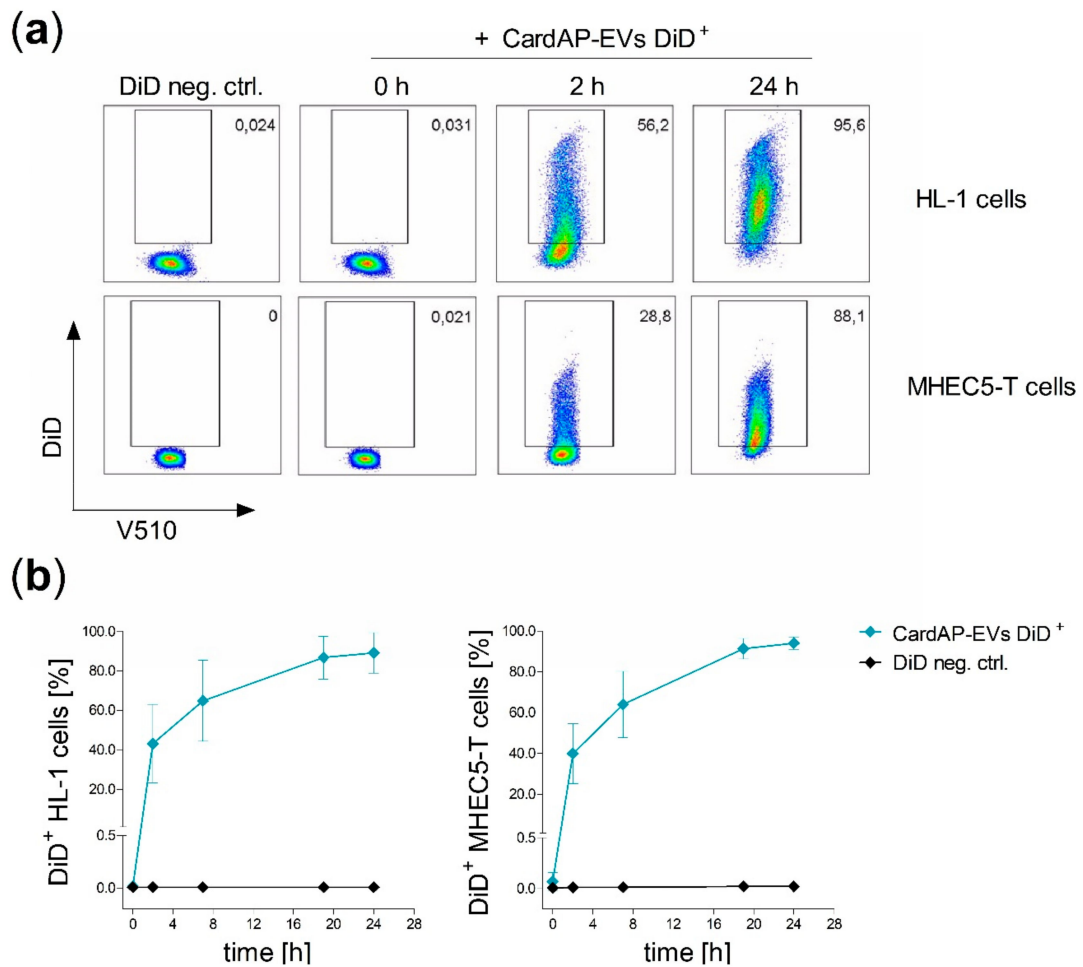 (a)
+ CardAP-EVs DiD+
DiD neg. ctrl. 0 h 2 h 24 h
0,024 0,031 56,2 95,6
HL-1 cells
0 0,021 28,8 88,1
MHEC5-T cells
DiD
V510
(b)
DiD+ HL-1 cells [%]
100.0
80.0
60.0
40.0
20.0
0.5
0.0
0 4 8 12 16 20 24 28
time [h]
DiD+ MHEC5-T cells [%]
100.0
80.0
60.0
40.0
20.0
0.5
0.0
0 4 8 12 16 20 24 28
time [h]
CardAP-EVs DiD+
DiD neg. ctrl.